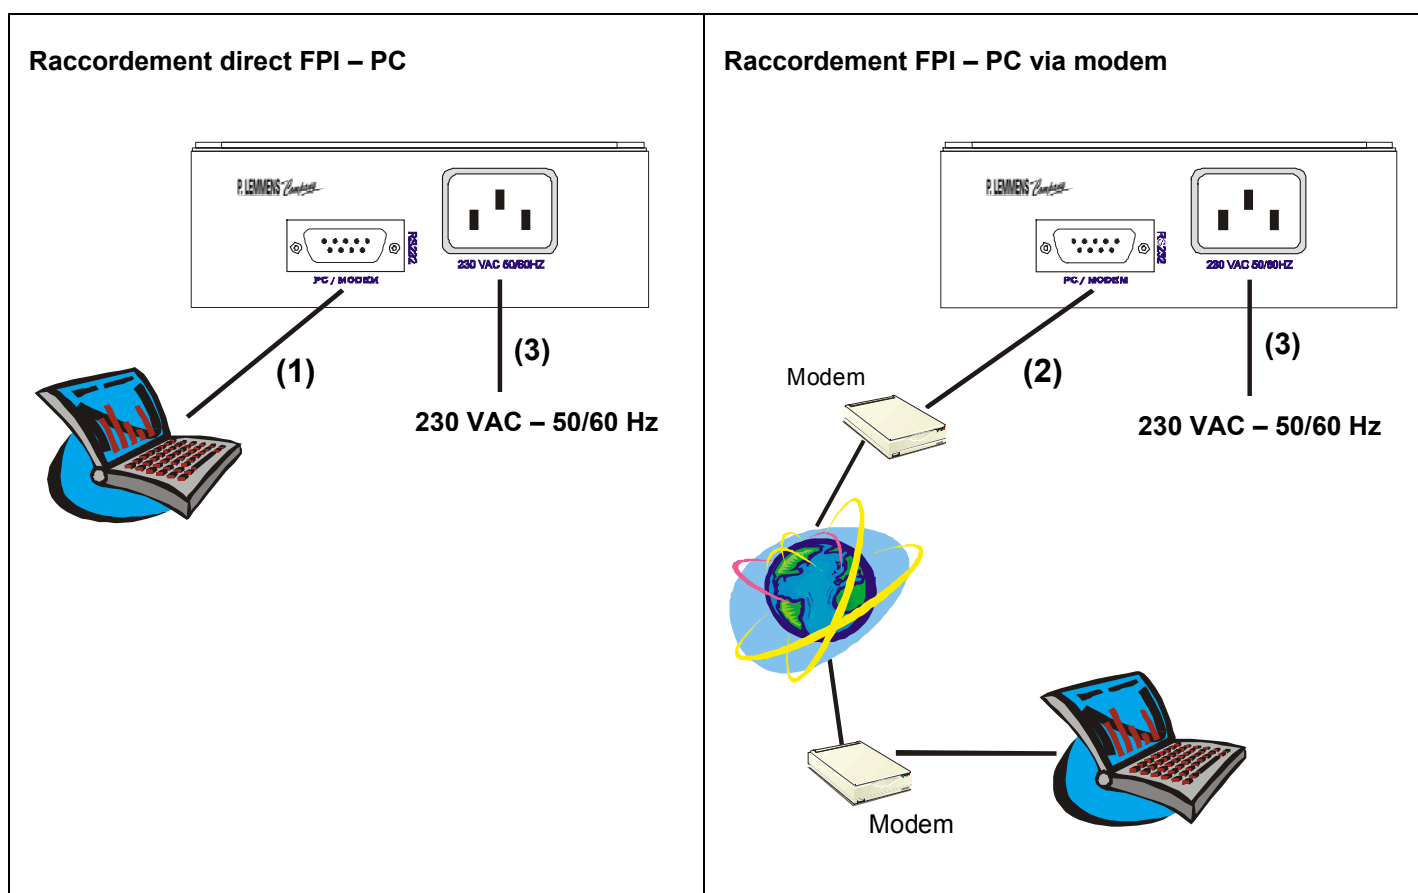 Raccordement direct FPI – PC
P. LEMMENS Company
RS232
PC / MODEM
230 VAC 50/60HZ
(1)
(3)
230 VAC – 50/60 Hz
Raccordement FPI – PC via modem
P. LEMMENS Company
RS232
PC / MODEM
230 VAC 50/60HZ
(2)
(3)
Modem
230 VAC – 50/60 Hz
Modem